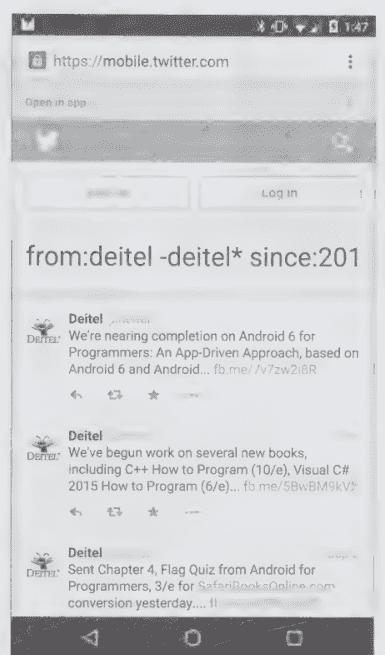 1:47
https://mobile.twitter.com
Open in app
Log in
from:deitel -deitel* since:201
Deitel
We're nearing completion on Android 6 for
DEITEL
Programmers: An App-Driven Approach, based on
Android 6 and Android... fb.me/7v7zw2i8R
Deitel
We've begun work on several new books,
DEITEL
including C++ How to Program (10/e), Visual C#
2015 How to Program (6/e)... fb.me/5BwBM9kV
Deitel
Sent Chapter 4, Flag Quiz from Android for
DEITEL
Programmers, 3/e for SafariBooksOnline.com
conversion yesterday....